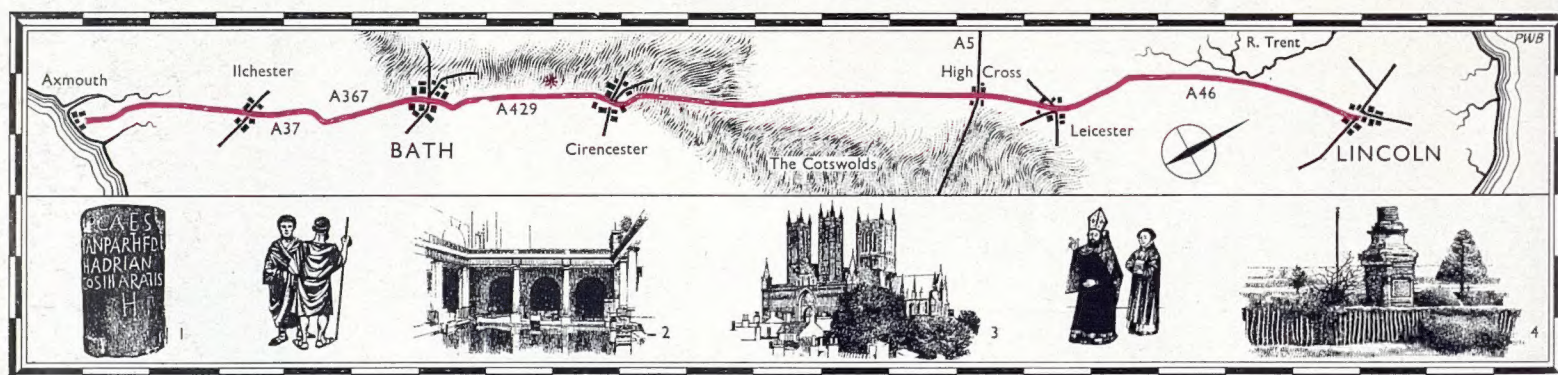 Axmouth
Ilchester
A37
A367
BATH
A429
Cirencester
The Cotswolds
A5
High Cross
Leicester
R. Trent
A46
LINCOLN
PWB
CAES
HADRIAN
H
1
2
3
4